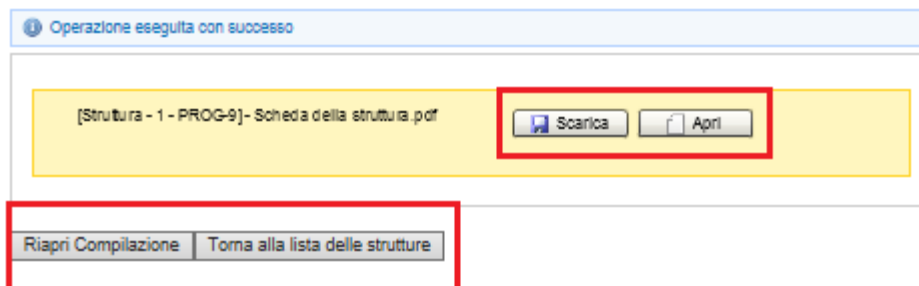 Operazione eseguita con successo
[Struttura - 1 - PROG-9] - Scheda della struttura.pdf Scarica Apri
Riapri Compilazione Torna alla lista delle strutture